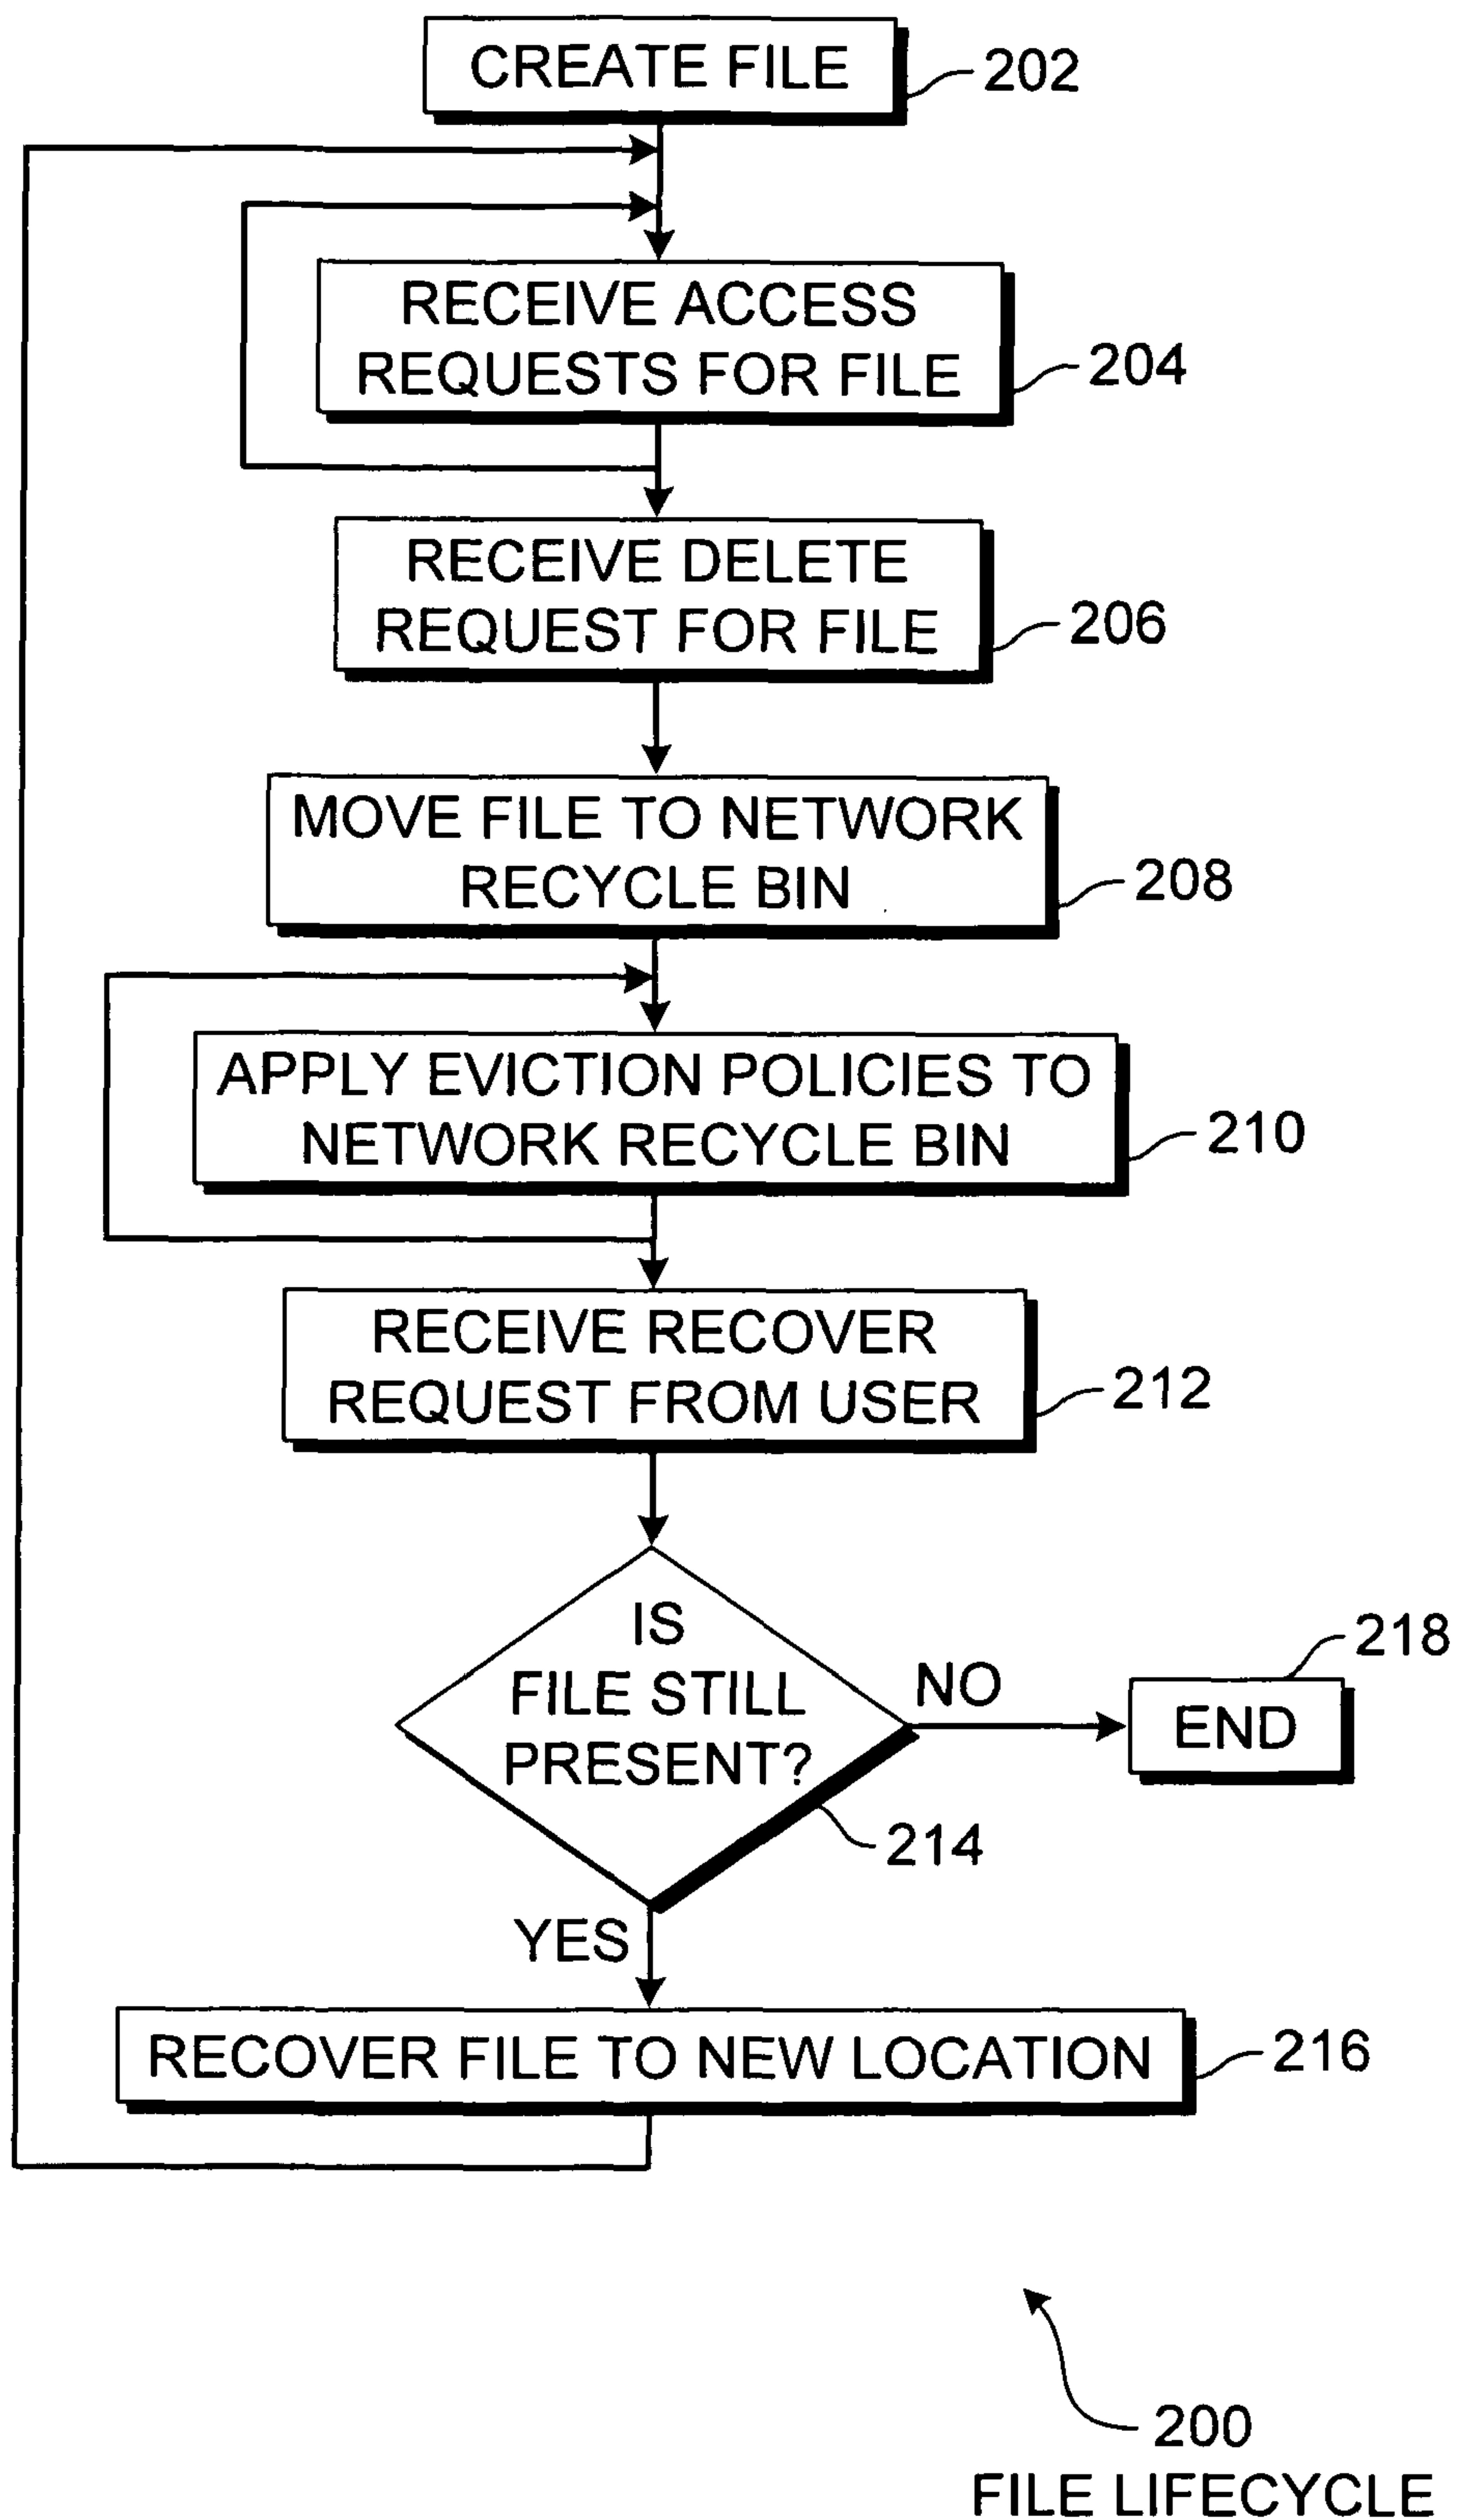 CREATE FILE
202
RECEIVE ACCESS
REQUESTS FOR FILE
204
RECEIVE DELETE
REQUEST FOR FILE
206
MOVE FILE TO NETWORK
RECYCLE BIN
208
APPLY EVICTION POLICIES TO
NETWORK RECYCLE BIN
210
RECEIVE RECOVER
REQUEST FROM USER
212
IS
FILE STILL
PRESENT?
214
NO
218
END
YES
RECOVER FILE TO NEW LOCATION
216
200
FILE LIFECYCLE